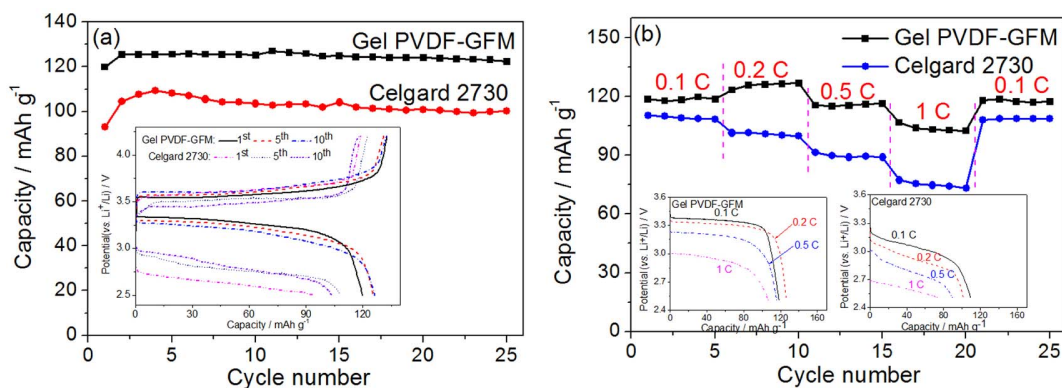 (a)
Gel PVDF-GFM
Celgard 2730
Capacity / mAh g⁻¹
140
120
100
80
60
40
20
0
0 5 10 15 20 25
Cycle number
Gel PVDF-GFM: 1st 5th 10th
Celgard 2730: 1st 5th 10th
Potential(vs. Li⁺/Li) / V
4.0
3.5
3.0
2.5
0 30 60 90 120
Capacity / mAh g⁻¹
(b)
Gel PVDF-GFM
Celgard 2730
Capacity / mAh g⁻¹
150
120
90
60
30
0
0.1 C
0.2 C
0.5 C
1 C
0.1 C
0 5 10 15 20 25
Cycle number
Gel PVDF-GFM
0.1 C
0.2 C
0.5 C
1 C
Potential (vs. Li+/Li) / V
3.6
3.3
3.0
2.7
2.4
0 40 80 120 160
Capacity / mAh g⁻¹
Celgard 2730
0.1 C
0.2 C
0.5 C
1 C
Potential (vs. Li+/Li) / V
3.5
3.0
2.5
0 40 80 120 160
Capacity / mAh g⁻¹